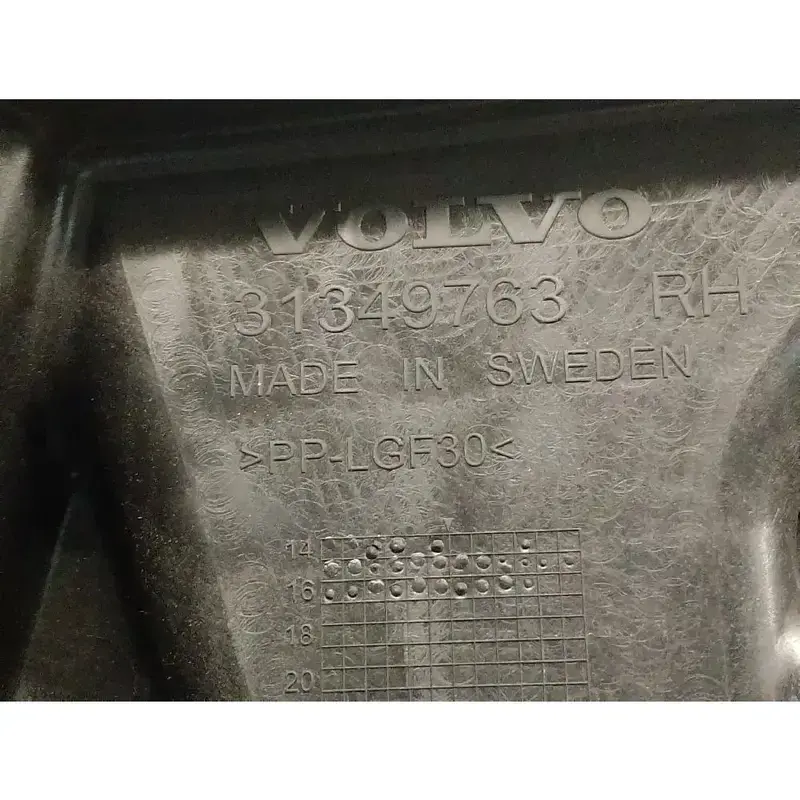 VOLVO
31349763 RH
MADE IN SWEDEN
>PP-LGF30<
14
16
18
20